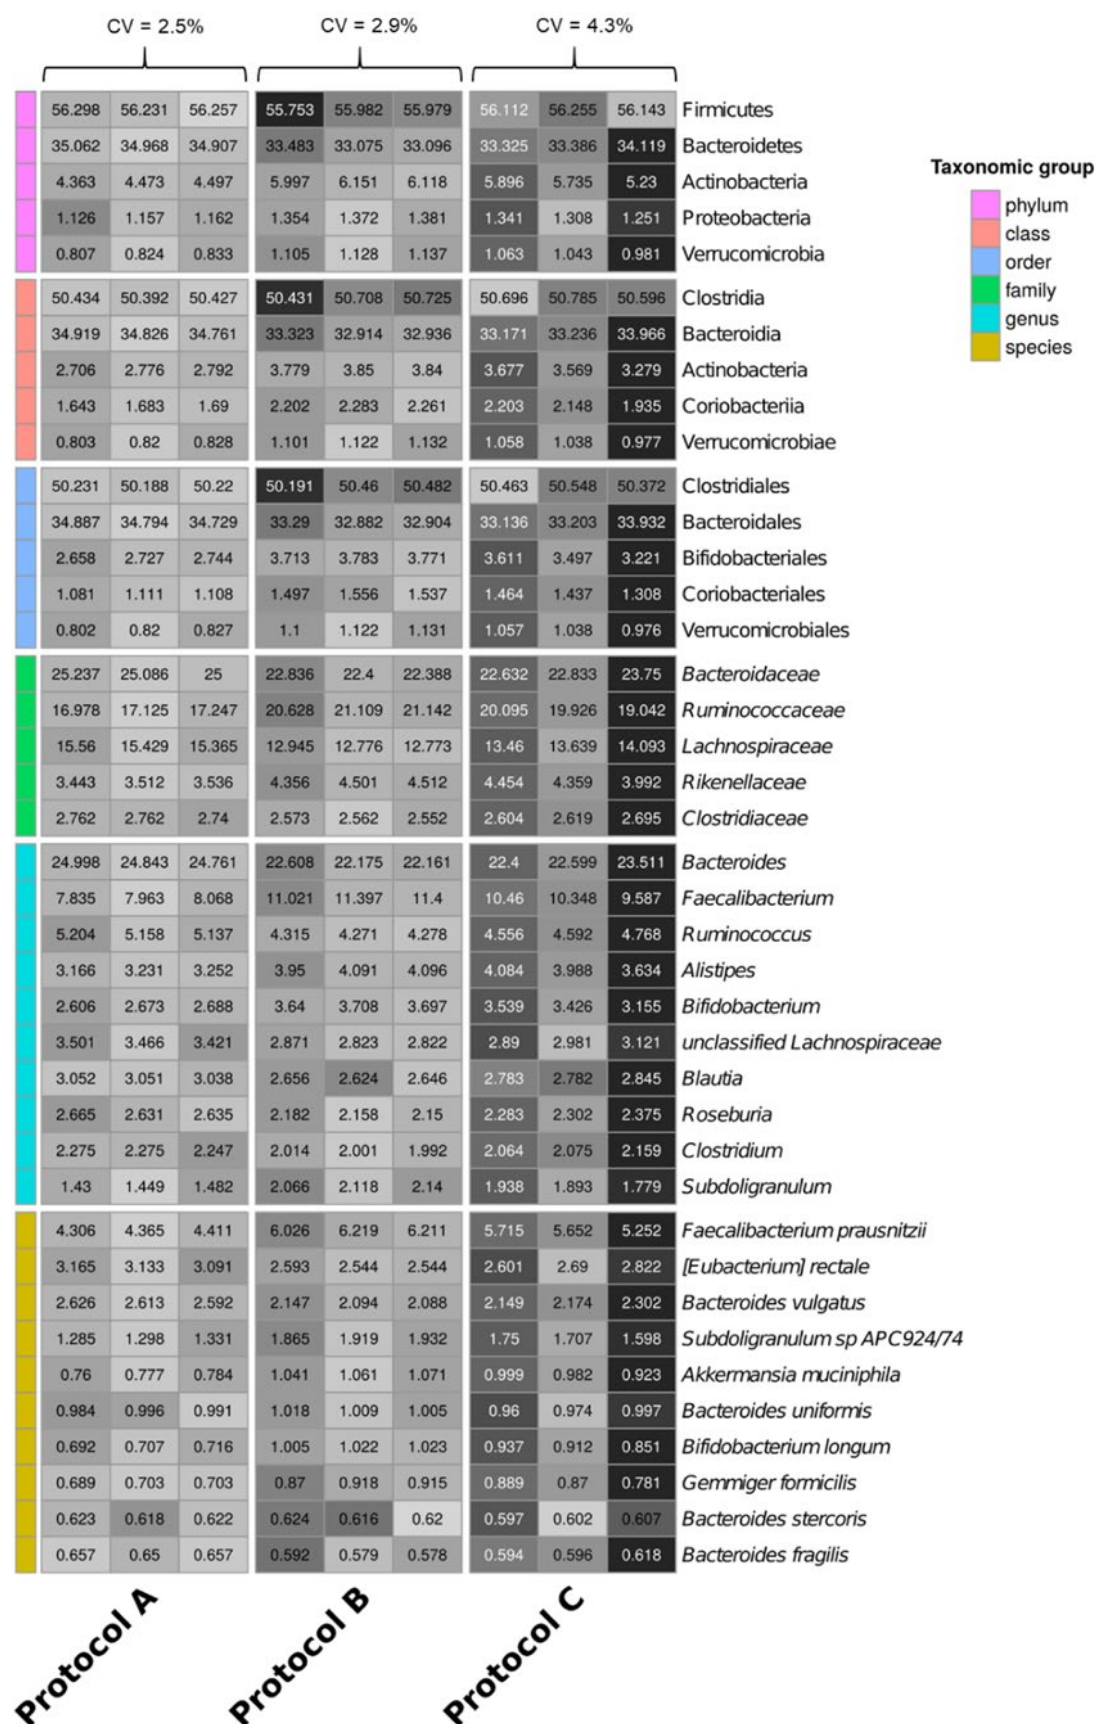 CV = 2.5% CV = 2.9% CV = 4.3%
56.298 56.231 56.257 55.753 55.982 55.979 56.112 56.255 56.143 Firmicutes
35.062 34.968 34.907 33.483 33.075 33.096 33.325 33.386 34.119 Bacteroidetes
4.363 4.473 4.497 5.997 6.151 6.118 5.896 5.735 5.23 Actinobacteria
1.126 1.157 1.162 1.354 1.372 1.381 1.341 1.308 1.251 Proteobacteria
0.807 0.824 0.833 1.105 1.128 1.137 1.063 1.043 0.981 Verrucomicrobia
50.434 50.392 50.427 50.431 50.708 50.725 50.696 50.785 50.596 Clostridia
34.919 34.826 34.761 33.323 32.914 32.936 33.171 33.236 33.966 Bacteroidia
2.706 2.776 2.792 3.779 3.85 3.84 3.677 3.569 3.279 Actinobacteria
1.643 1.683 1.69 2.202 2.283 2.261 2.203 2.148 1.935 Coriobacteriia
0.803 0.82 0.828 1.101 1.122 1.132 1.058 1.038 0.977 Verrucomicrobiae
50.231 50.188 50.22 50.191 50.46 50.482 50.463 50.548 50.372 Clostridiales
34.887 34.794 34.729 33.29 32.882 32.904 33.136 33.203 33.932 Bacteroidales
2.658 2.727 2.744 3.713 3.783 3.771 3.611 3.497 3.221 Bifidobacteriales
1.081 1.111 1.108 1.497 1.556 1.537 1.464 1.437 1.308 Coriobacteriales
0.802 0.82 0.827 1.1 1.122 1.131 1.057 1.038 0.976 Verrucomicrobiales
25.237 25.086 25 22.836 22.4 22.388 22.632 22.833 23.75 Bacteroidaceae
16.978 17.125 17.247 20.628 21.109 21.142 20.095 19.926 19.042 Ruminococcaceae
15.56 15.429 15.365 12.945 12.776 12.773 13.46 13.639 14.093 Lachnospiraceae
3.443 3.512 3.536 4.356 4.501 4.512 4.454 4.359 3.992 Rikenellaceae
2.762 2.762 2.74 2.573 2.562 2.552 2.604 2.619 2.695 Clostridiaceae
24.998 24.843 24.761 22.608 22.175 22.161 22.4 22.599 23.511 Bacteroides
7.835 7.963 8.068 11.021 11.397 11.4 10.46 10.348 9.587 Faecalibacterium
5.204 5.158 5.137 4.315 4.271 4.278 4.556 4.592 4.768 Ruminococcus
3.166 3.231 3.252 3.95 4.091 4.096 4.084 3.988 3.634 Alistipes
2.606 2.673 2.688 3.64 3.708 3.697 3.539 3.426 3.155 Bifidobacterium
3.501 3.466 3.421 2.871 2.823 2.822 2.89 2.981 3.121 unclassified Lachnospiraceae
3.052 3.051 3.038 2.656 2.624 2.646 2.783 2.782 2.845 Blautia
2.665 2.631 2.635 2.182 2.158 2.15 2.283 2.302 2.375 Roseburia
2.275 2.275 2.247 2.014 2.001 1.992 2.064 2.075 2.159 Clostridium
1.43 1.449 1.482 2.066 2.118 2.14 1.938 1.893 1.779 Subdoligranulum
4.306 4.365 4.411 6.026 6.219 6.211 5.715 5.652 5.252 Faecalibacterium prausnitzii
3.165 3.133 3.091 2.593 2.544 2.544 2.601 2.69 2.822 [Eubacterium] rectale
2.626 2.613 2.592 2.147 2.094 2.088 2.149 2.174 2.302 Bacteroides vulgatus
1.285 1.298 1.331 1.865 1.919 1.932 1.75 1.707 1.598 Subdoligranulum sp APC924/74
0.76 0.777 0.784 1.041 1.061 1.071 0.999 0.982 0.923 Akkermansia muciniphila
0.984 0.996 0.991 1.018 1.009 1.005 0.96 0.974 0.997 Bacteroides uniformis
0.692 0.707 0.716 1.005 1.022 1.023 0.937 0.912 0.851 Bifidobacterium longum
0.689 0.703 0.703 0.87 0.918 0.915 0.889 0.87 0.781 Gemmiger formicilis
0.623 0.618 0.622 0.624 0.616 0.62 0.597 0.602 0.607 Bacteroides stercoris
0.657 0.65 0.657 0.592 0.579 0.578 0.594 0.596 0.618 Bacteroides fragilis
Protocol A Protocol B Protocol C
Taxonomic group
phylum
class
order
family
genus
species